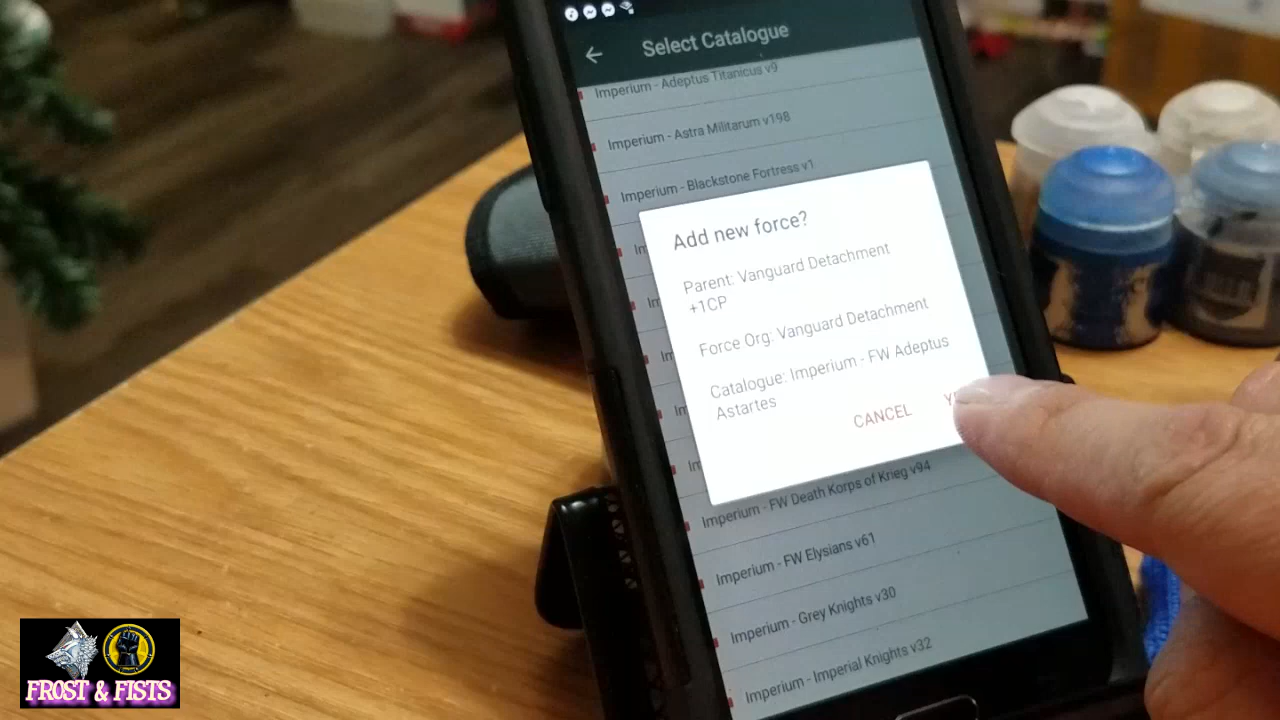 Select Catalogue
Imperium - Adeptus Titanicus v9
Imperium - Astra Militarum v198
Imperium - Blackstone Fortress v1
Add new force?
Parent: Vanguard Detachment
+1CP
Force Org: Vanguard Detachment
Catalogue: Imperium - FW Adeptus
Astartes
CANCEL
Imperium - FW Death Korps of Krieg v94
Imperium - FW Elysians v61
Imperium - Grey Knights v30
Imperium - Imperial Knights v32
FROST & FISTS